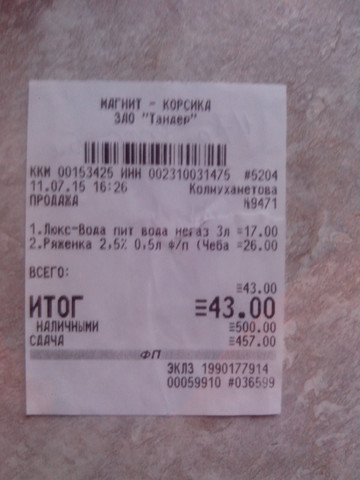 МАГНИТ - КОРСИКА
ЗАО "Тандер"
ККМ 00153425 ИНН 002310031475 #5204
11.07.15 16:26 Колмухаметова
ПРОДАЖА №9471
1.Люкс-Вода пит вода негаз 3л ≡17.00
2.Ряженка 2,5% 0,5л ф/п (Чеба ≡26.00
ВСЕГО:
≡43.00
ИТОГ ≡43.00
НАЛИЧНЫМИ ≡500.00
СДАЧА ≡457.00
ФП
ЭКЛЗ 1990177914
00059910 #036599